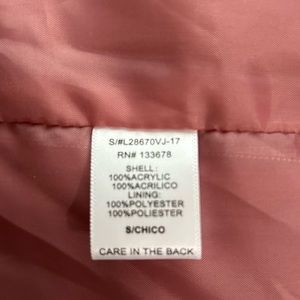 S/#L28670VJ-17
RN# 133678
SHELL:
100%ACRYLIC
100%ACRILICO
LINING:
100%POLYESTER
100%POLIESTER
S/CHICO
CARE IN THE BACK